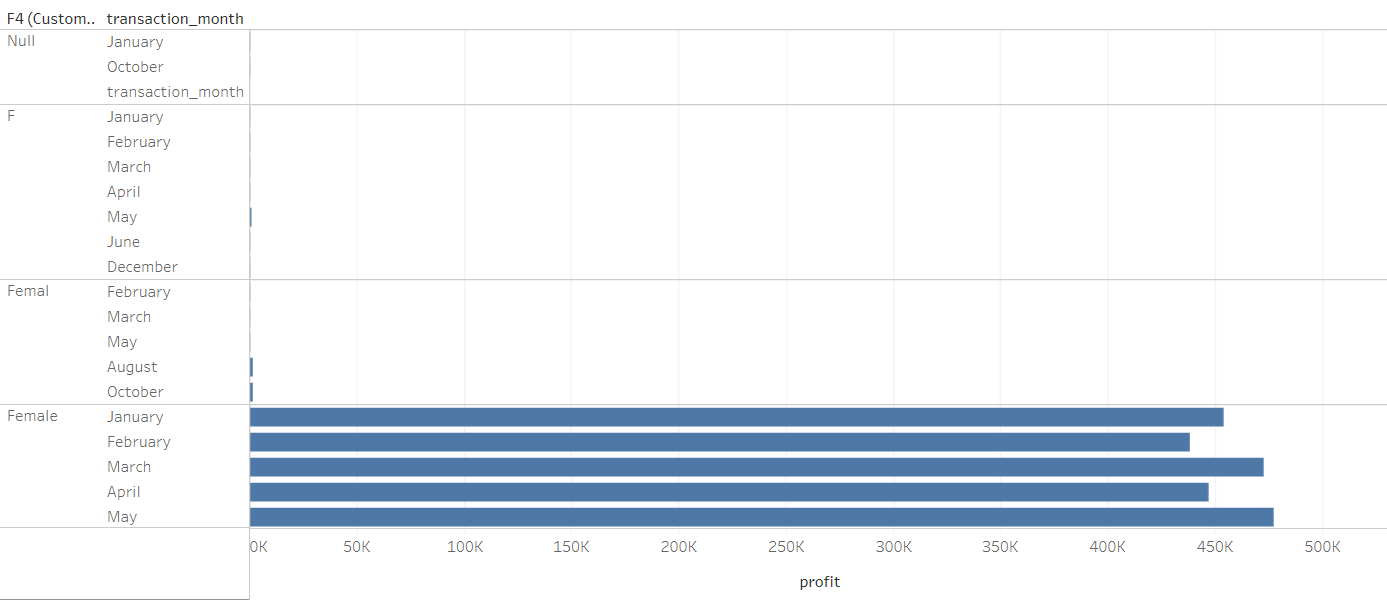 F4 (Custom.. transaction_month
Null January
October
transaction_month
F January
February
March
April
May
June
December
Femal February
March
May
August
October
Female January
February
March
April
May
0K 50K 100K 150K 200K 250K 300K 350K 400K 450K 500K
profit